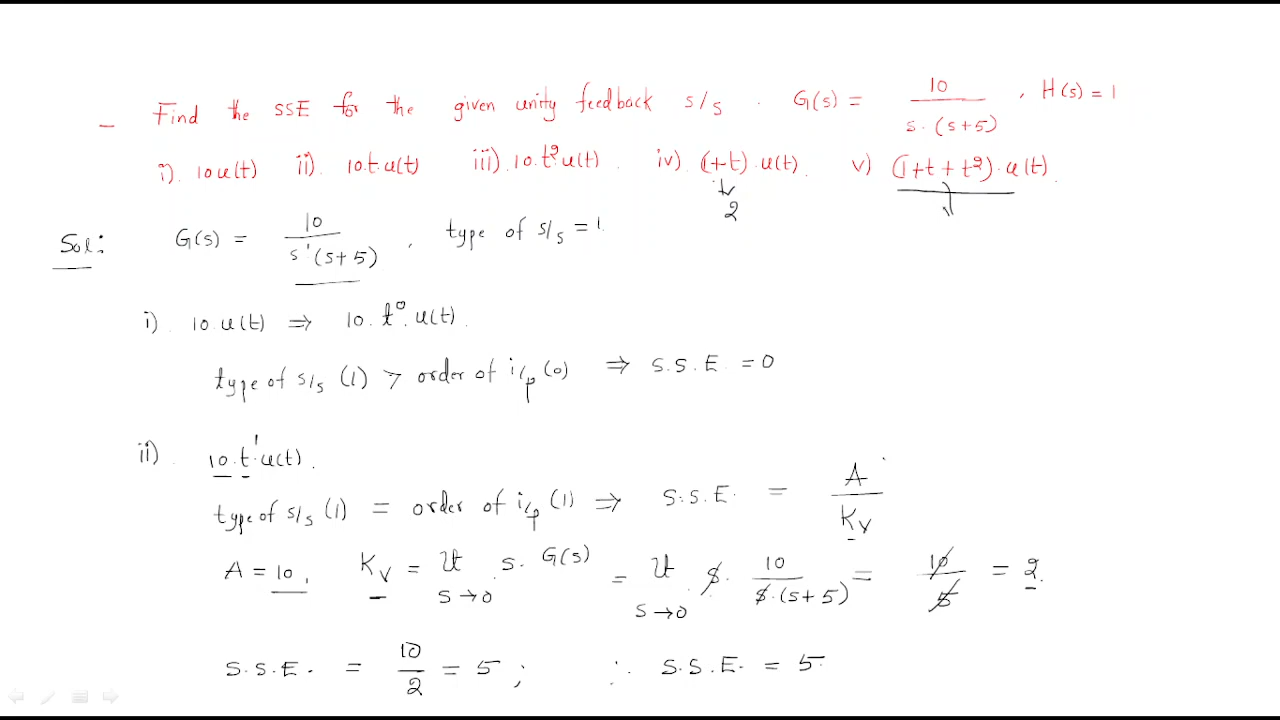 Find the SSE for the given unity feedback s/s . G(s) = 10 / s.(s+5) , H(s) = 1
i). 10 u(t) ii). 10.t.u(t) iii). 10.t².u(t) iv) (1+t).u(t) v) (1+t+t²).u(t)
2
Sol: G(s) = 10 / s¹(s+5) , type of s/s = 1.
i) 10.u(t) ⇒ 10.t⁰.u(t).
type of s/s (1) > order of i/p (0) ⇒ S.S.E. = 0
ii) 10.t¹.u(t).
type of s/s (1) = order of i/p (1) ⇒ S.S.E. = A / Kv
A = 10, Kv = lt s→0 s. G(s) = lt s→0 s. 10 / s.(s+5) = 10 / 5 = 2.
S.S.E. = 10 / 2 = 5 ; ∴ S.S.E. = 5.